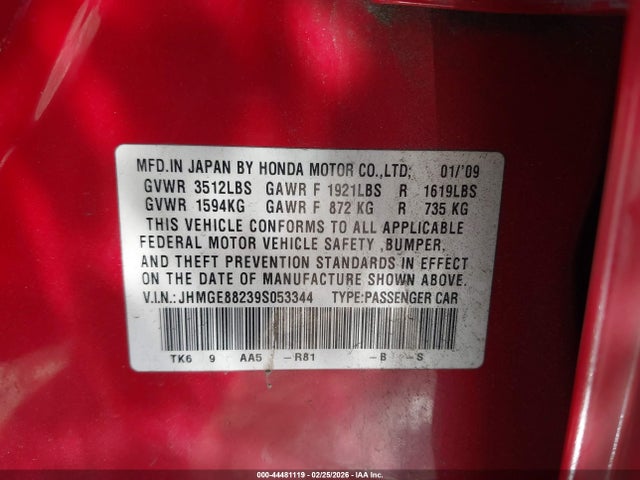 MFD.IN JAPAN BY HONDA MOTOR CO.,LTD; 01/'09
GVWR 3512LBS GAWR F 1921LBS R 1619LBS
GVWR 1594KG GAWR F 872 KG R 735 KG
THIS VEHICLE CONFORMS TO ALL APPLICABLE
FEDERAL MOTOR VEHICLE SAFETY ,BUMPER,
AND THEFT PREVENTION STANDARDS IN EFFECT
ON THE DATE OF MANUFACTURE SHOWN ABOVE.
V.I.N.: JHMGE88239S053344 TYPE:PASSENGER CAR
TK6 9 AA5 -R81 -B -S
000-44481119 - 02/25/2026 - IAA Inc.